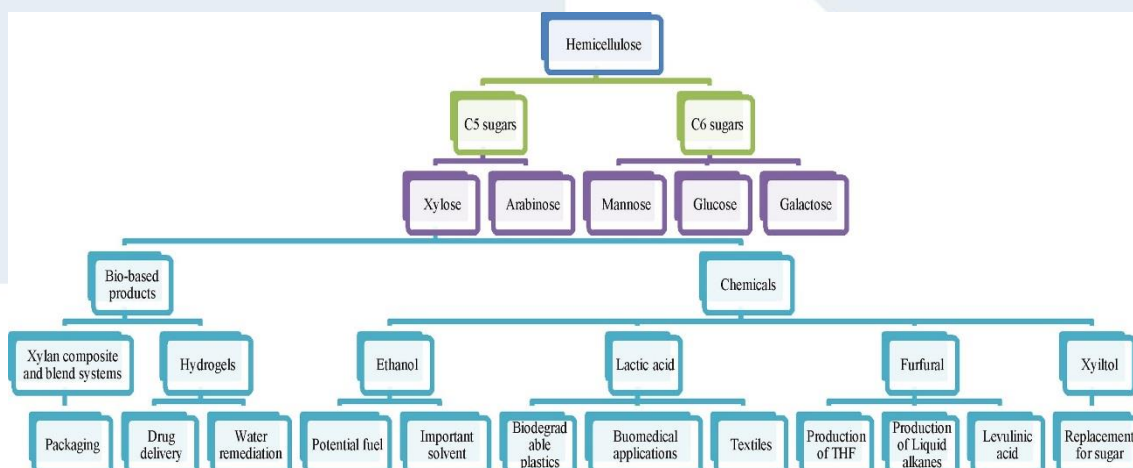 Hemicellulose
C5 sugars
C6 sugars
Xylose
Arabinose
Mannose
Glucose
Galactose
Bio-based
products
Chemicals
Xylan composite
and blend systems
Hydrogels
Ethanol
Lactic acid
Furfural
Xyiltol
Packaging
Drug
delivery
Water
remediation
Potential fuel
Important
solvent
Biodegrad
able
plastics
Buomedical
applications
Textiles
Production
of THF
Production
of Liquid
alkanes
Levulinic
acid
Replacement
for sugar